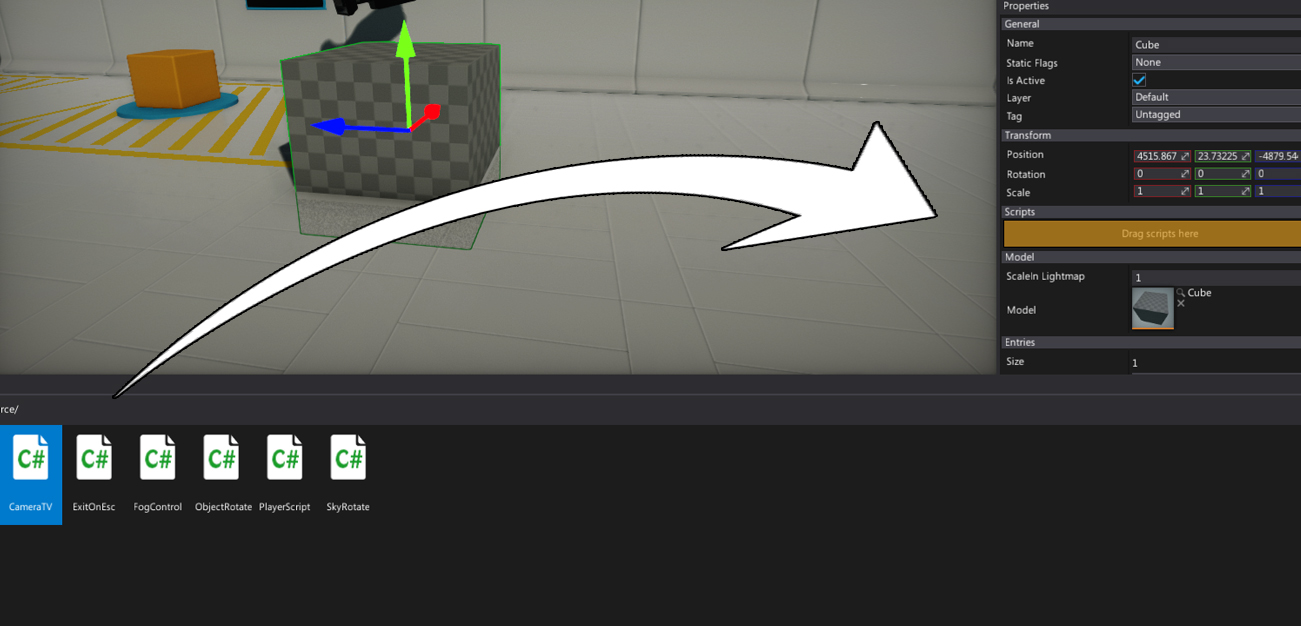 Properties
General
Name Cube
Static Flags None
Is Active
Layer Default
Tag Untagged
Transform
Position 4515.867 23.73225 -4879.54
Rotation 0 0 0
Scale 1 1 1
Scripts
Drag scripts here
Model
ScaleIn Lightmap 1
Model Cube
Entries
Size 1
rce/
C# C# C# C# C# C#
CameraTV ExitOnEsc FogControl ObjectRotate PlayerScript SkyRotate